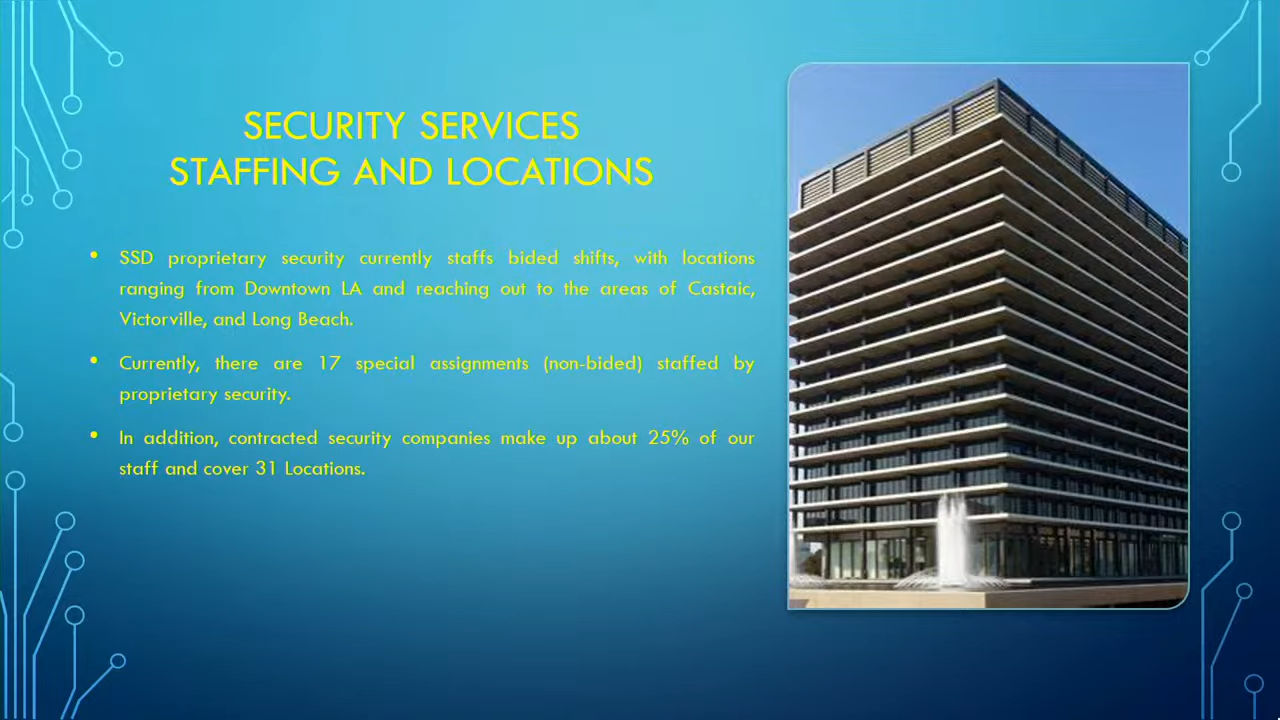 SECURITY SERVICES
STAFFING AND LOCATIONS
• SSD proprietary security currently staffs bided shifts, with locations
ranging from Downtown LA and reaching out to the areas of Castaic,
Victorville, and Long Beach.
• Currently, there are 17 special assignments (non-bided) staffed by
proprietary security.
• In addition, contracted security companies make up about 25% of our
staff and cover 31 Locations.